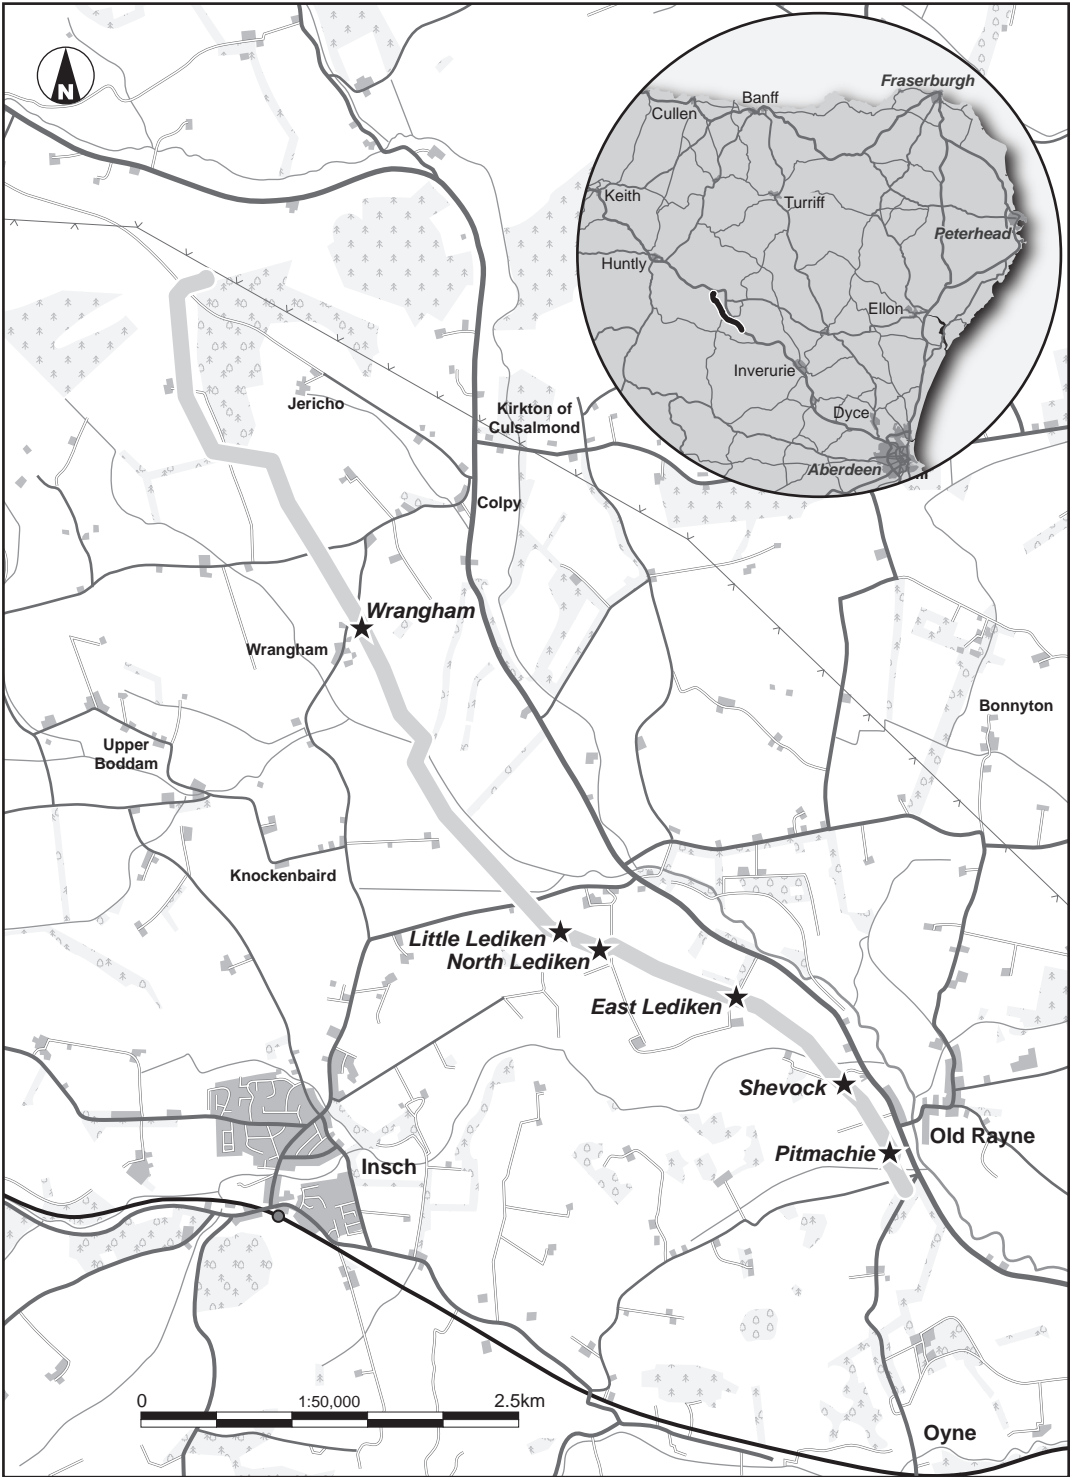 N
Fraserburgh
Banff
Cullen
Keith
Turriff
Peterhead
Huntly
Ellon
Inverurie
Dyce
Aberdeen
Jericho
Kirkton of
Culsalmond
Colpy
Wrangham
Wrangham
Bonnyton
Upper
Boddam
Knockenbaird
Little Lediken
North Lediken
East Lediken
Shevock
Old Rayne
Pitmachie
Insch
0 1:50,000 2.5km
Oyne